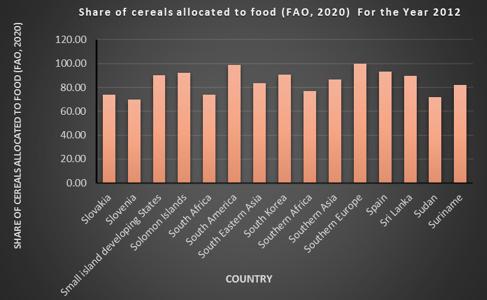 Share of cereals allocated to food (FAO, 2020) For the Year 2012
SHARE OF CEREALS ALLOCATED TO FOOD (FAO, 2020)
120.00
100.00
80.00
60.00
40.00
20.00
0.00
Slovakia
Slovenia
Small island developing States
Solomon Islands
South Africa
South America
South Eastern Asia
South Korea
Southern Africa
Southern Asia
Southern Europe
Spain
Sri Lanka
Sudan
Suriname
COUNTRY